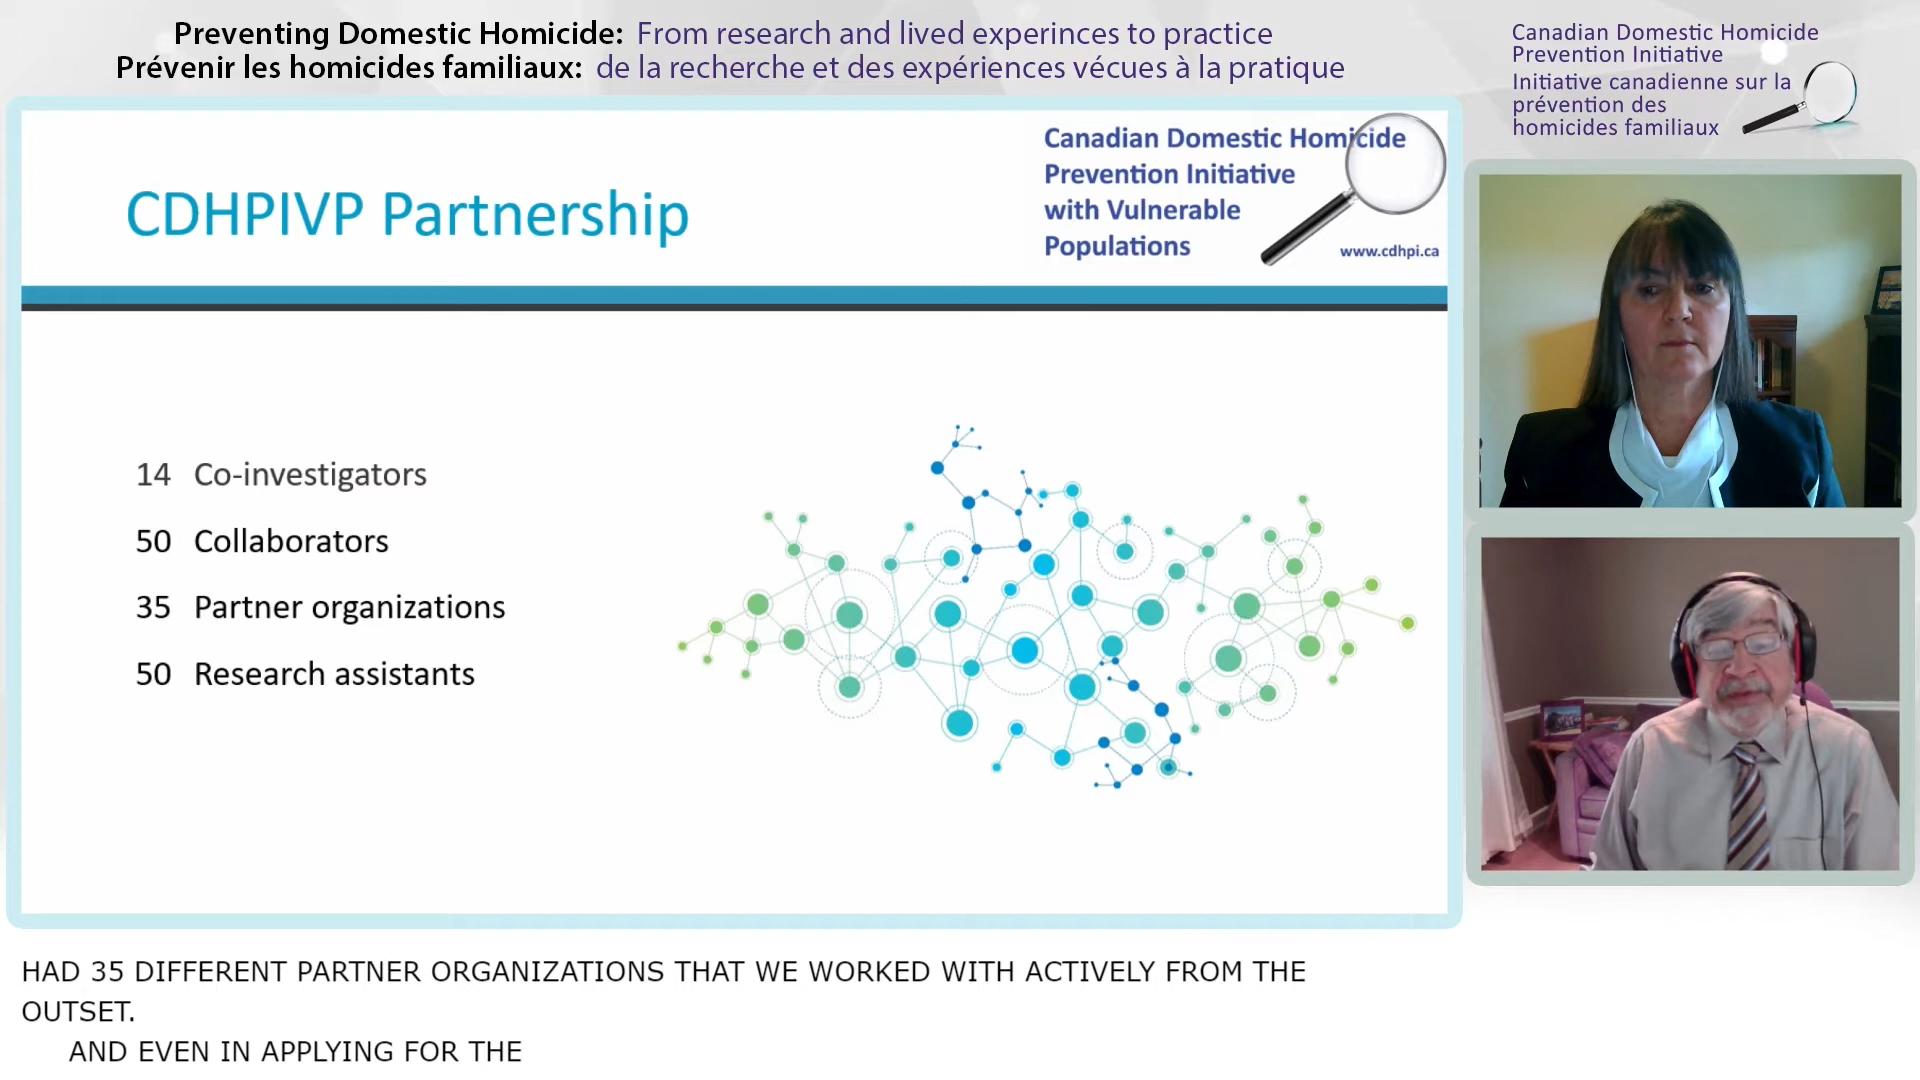 Preventing Domestic Homicide: From research and lived experinces to practice
Prévenir les homicides familiaux: de la recherche et des expériences vécues à la pratique
Canadian Domestic Homicide
Prevention Initiative
Initiative canadienne sur la
prévention des
homicides familiaux
CDHPIVP Partnership
Canadian Domestic Homicide
Prevention Initiative
with Vulnerable
Populations
www.cdhpi.ca
14 Co-investigators
50 Collaborators
35 Partner organizations
50 Research assistants
HAD 35 DIFFERENT PARTNER ORGANIZATIONS THAT WE WORKED WITH ACTIVELY FROM THE
OUTSET.
AND EVEN IN APPLYING FOR THE